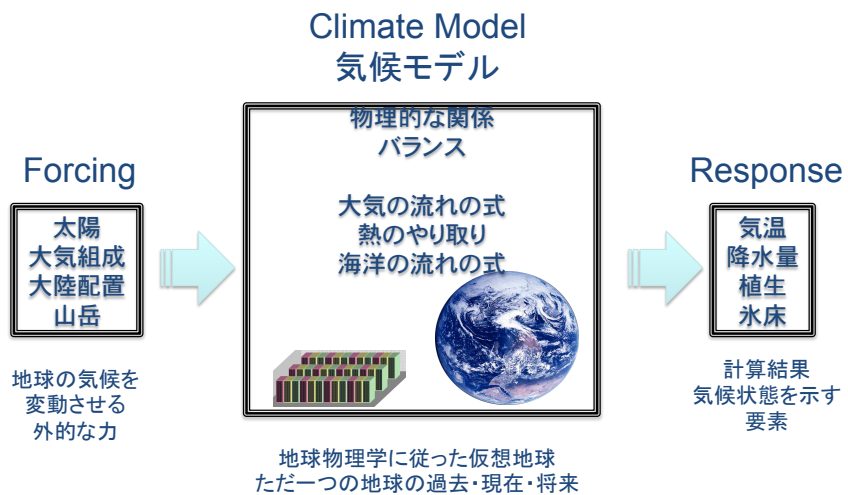 Climate Model
気候モデル
Forcing
太陽
大気組成
大陸配置
山岳
地球の気候を
変動させる
外的な力
物理的な関係
バランス
大気の流れの式
熱のやり取り
海洋の流れの式
地球物理学に従った仮想地球
ただ一つの地球の過去・現在・将来
Response
気温
降水量
植生
氷床
計算結果
気候状態を示す
要素